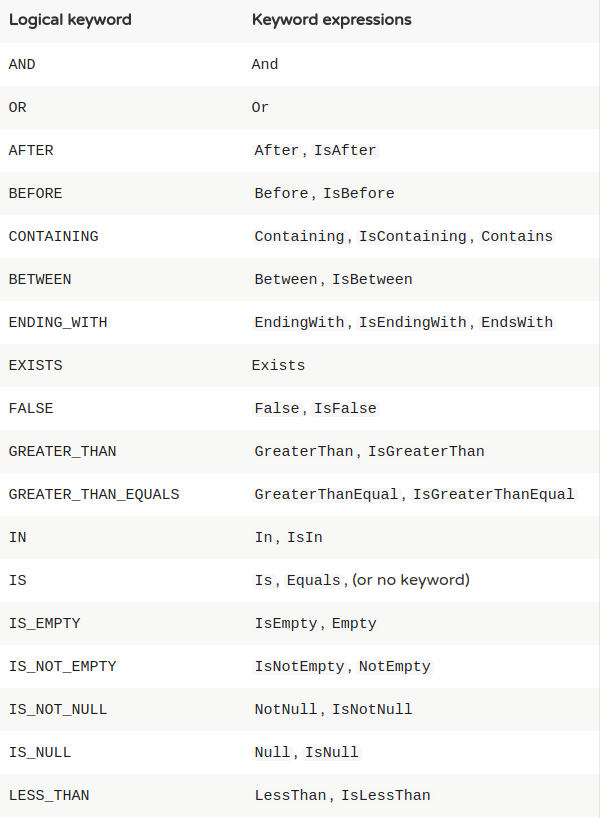 Logical keyword Keyword expressions
AND And
OR Or
AFTER After, IsAfter
BEFORE Before, IsBefore
CONTAINING Containing, IsContaining, Contains
BETWEEN Between, IsBetween
ENDING_WITH EndingWith, IsEndingWith, EndsWith
EXISTS Exists
FALSE False, IsFalse
GREATER_THAN GreaterThan, IsGreaterThan
GREATER_THAN_EQUALS GreaterThanEqual, IsGreaterThanEqual
IN In, IsIn
IS Is, Equals, (or no keyword)
IS_EMPTY IsEmpty, Empty
IS_NOT_EMPTY IsNotEmpty, NotEmpty
IS_NOT_NULL NotNull, IsNotNull
IS_NULL Null, IsNull
LESS_THAN LessThan, IsLessThan